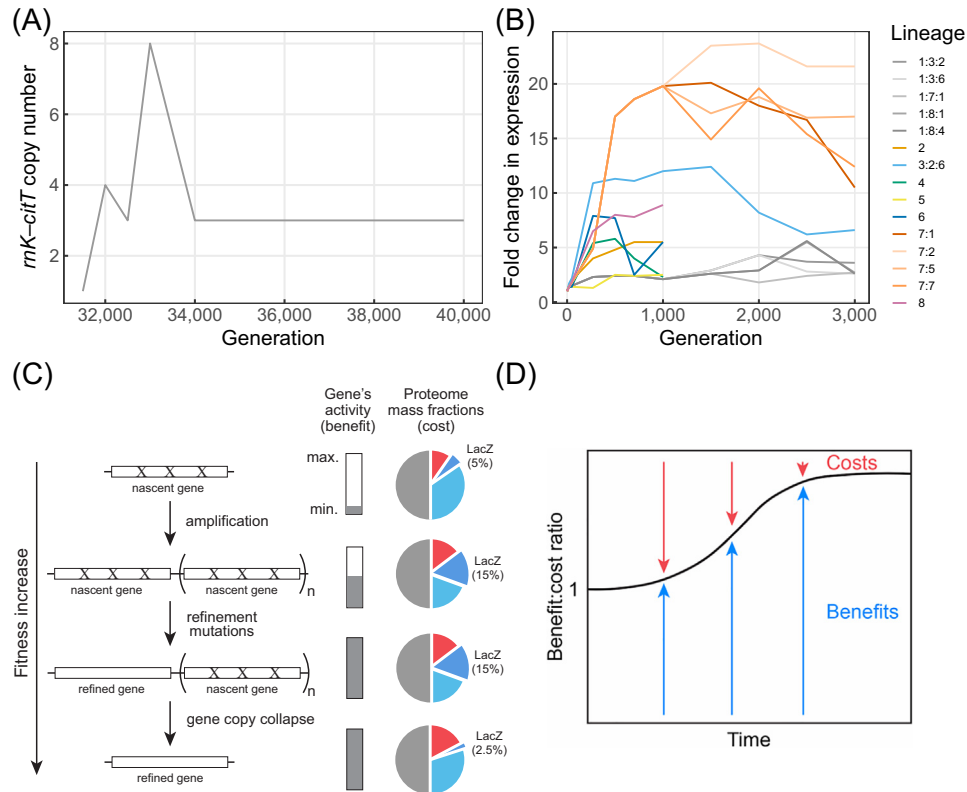 (A)
rnK–citT copy number
8
6
4
2
32,000 34,000 36,000 38,000 40,000
Generation
(B)
Fold change in expression
20
15
10
5
0
0 1,000 2,000 3,000
Generation
Lineage
1:3:2
1:3:6
1:7:1
1:8:1
1:8:4
2
3:2:6
4
5
6
7:1
7:2
7:5
7:7
8
(C)
Fitness increase
Gene's
activity
(benefit)
Proteome
mass fractions
(cost)
X X X
nascent gene
max.
min.
LacZ
(5%)
amplification
X X X
nascent gene
X X X
nascent gene
n
LacZ
(15%)
refinement
mutations
refined gene
X X X
nascent gene
n
LacZ
(15%)
gene copy collapse
refined gene
LacZ
(2.5%)
(D)
Benefit:cost ratio
1
Costs
Benefits
Time